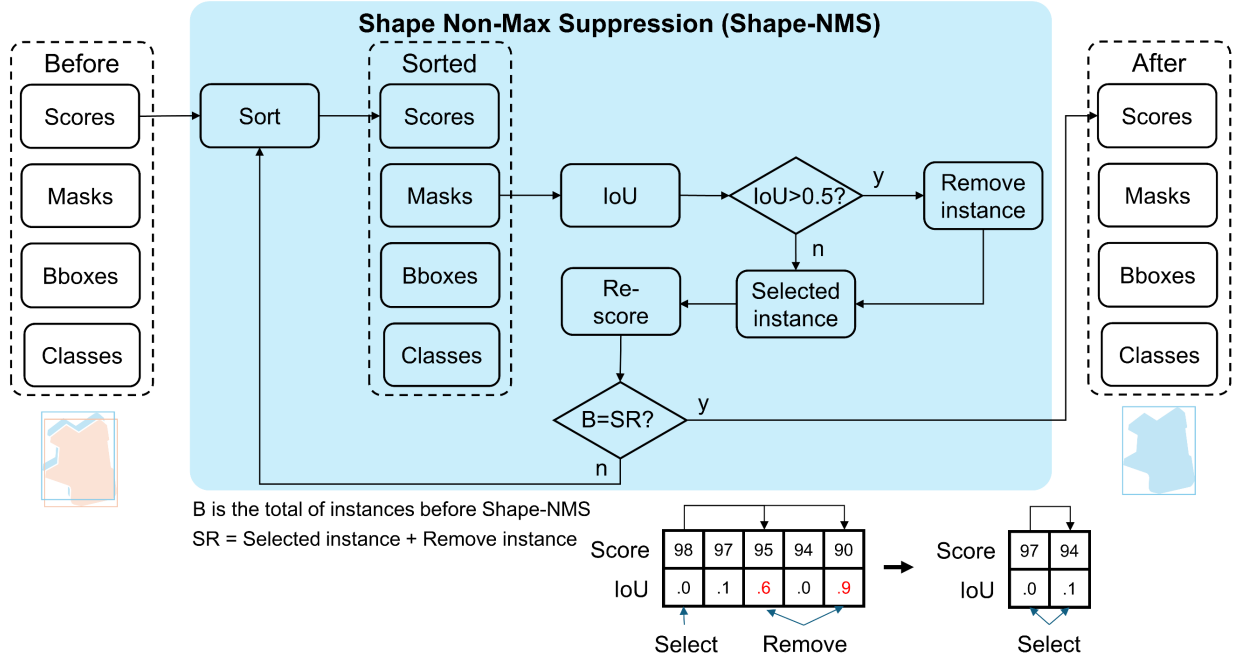 Shape Non-Max Suppression (Shape-NMS)
Before
Scores
Masks
Bboxes
Classes
Sort
Sorted
Scores
Masks
Bboxes
Classes
IoU
IoU>0.5?
y
n
Remove
instance
Selected
instance
Re-
score
B=SR?
y
n
After
Scores
Masks
Bboxes
Classes
B is the total of instances before Shape-NMS
SR = Selected instance + Remove instance
Score 98 97 95 94 90
IoU .0 .1 .6 .0 .9
Select Remove
Score 97 94
IoU .0 .1
Select